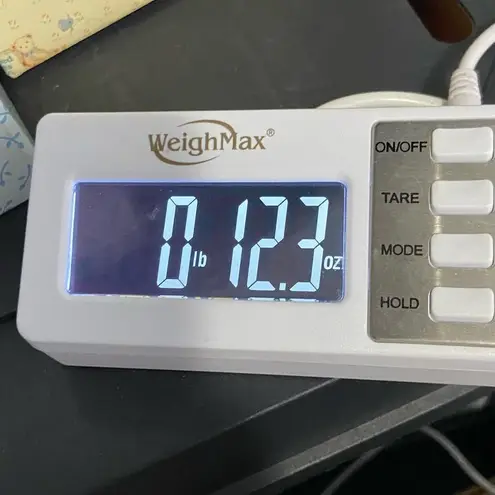 WeighMax®
0 lb 12.3 oz
ON/OFF
TARE
MODE
HOLD